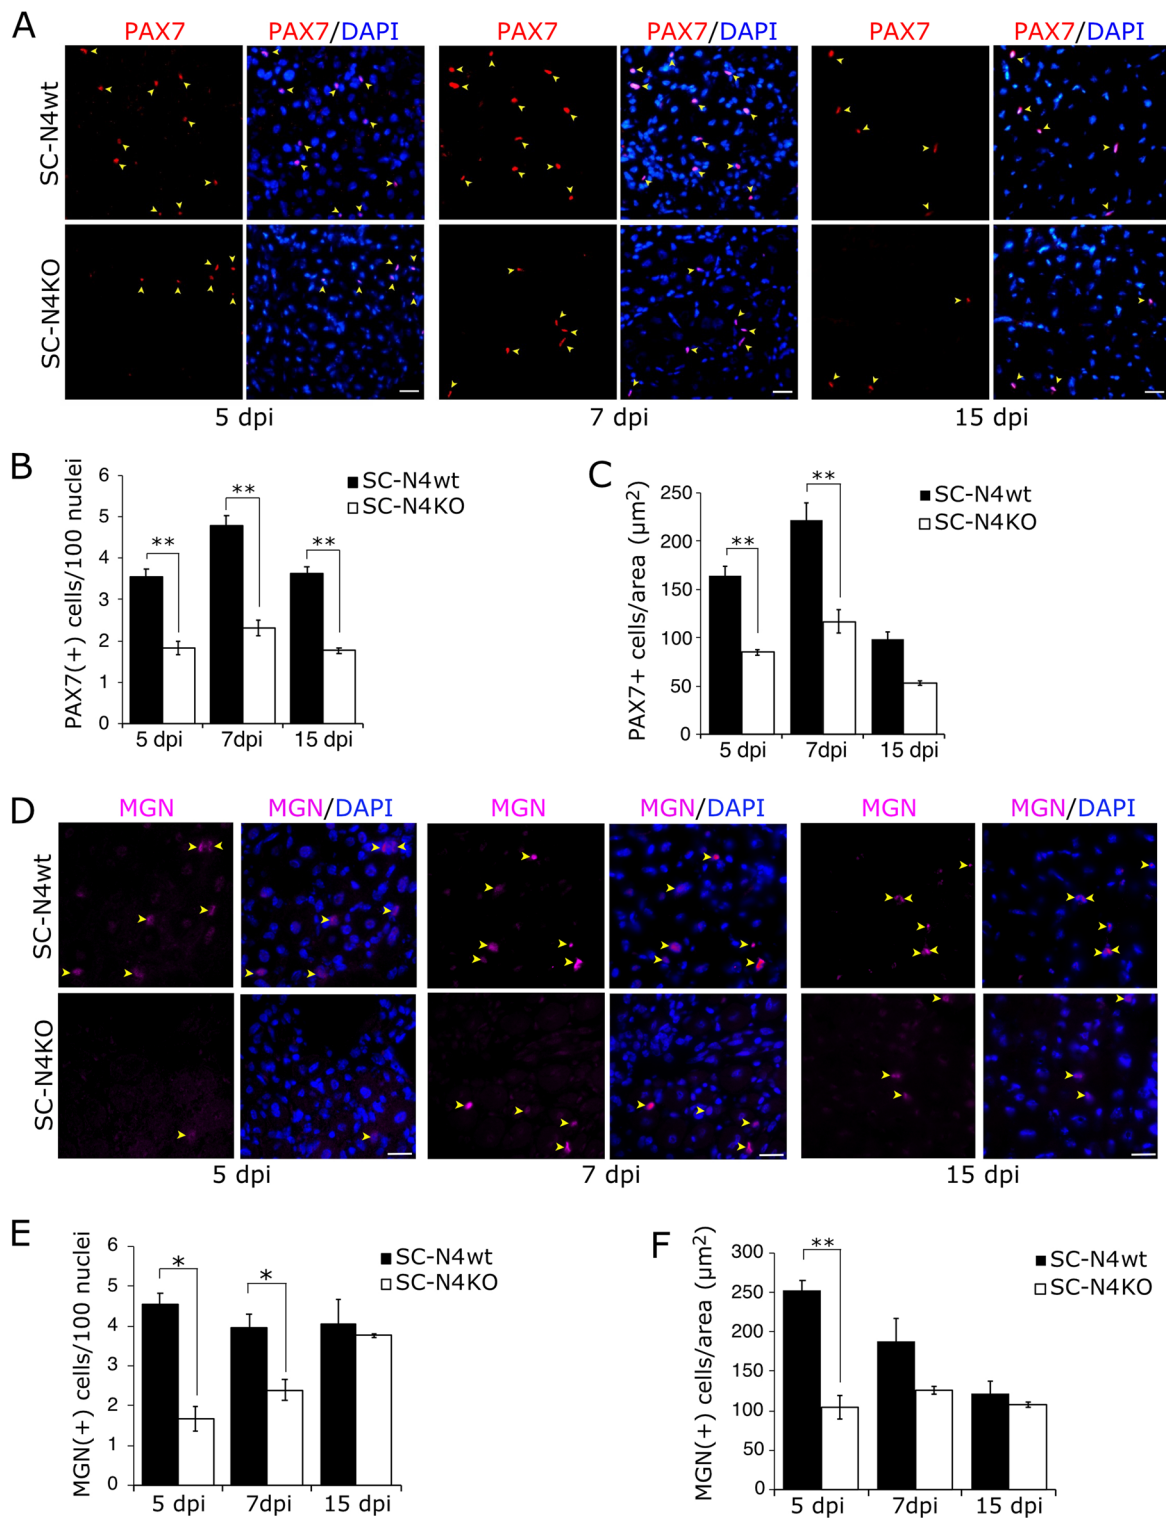 A
PAX7 PAX7/DAPI PAX7 PAX7/DAPI PAX7 PAX7/DAPI
SC-N4wt
SC-N4KO
5 dpi 7 dpi 15 dpi
B
PAX7(+) cells/100 nuclei
6
5
4
3
2
1
0
** ** **
SC-N4wt
SC-N4KO
5 dpi 7dpi 15 dpi
C
PAX7+ cells/area (µm2)
250
200
150
100
50
0
** **
SC-N4wt
SC-N4KO
5 dpi 7dpi 15 dpi
D
MGN MGN/DAPI MGN MGN/DAPI MGN MGN/DAPI
SC-N4wt
SC-N4KO
5 dpi 7 dpi 15 dpi
E
MGN(+) cells/100 nuclei
6
5
4
3
2
1
0
* *
SC-N4wt
SC-N4KO
5 dpi 7dpi 15 dpi
F
MGN(+) cells/area (µm2)
300
250
200
150
100
50
0
**
SC-N4wt
SC-N4KO
5 dpi 7dpi 15 dpi